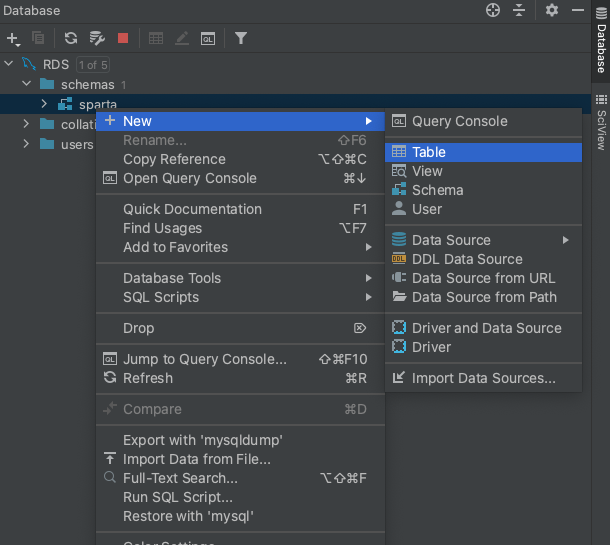 Database
RDS 1 of 5
schemas 1
sparta
collati
users
New
Rename... ⇧F6
Copy Reference ⌥⇧⌘C
Open Query Console ⌘↓
Quick Documentation F1
Find Usages ⌥F7
Add to Favorites
Database Tools
SQL Scripts
Drop ⌦
Jump to Query Console... ⇧⌘F10
Refresh ⌘R
Compare ⌘D
Export with 'mysqldump'
Import Data from File...
Full-Text Search... ⌥⇧⌘F
Run SQL Script...
Restore with 'mysql'
Color Settings
Query Console
Table
View
Schema
User
Data Source
DDL Data Source
Data Source from URL
Data Source from Path
Driver and Data Source
Driver
Import Data Sources...
Database
SciView